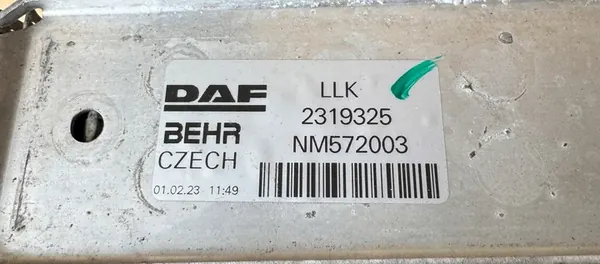 DAF LLK
2319325
BEHR NM572003
CZECH
01.02.23 11:49